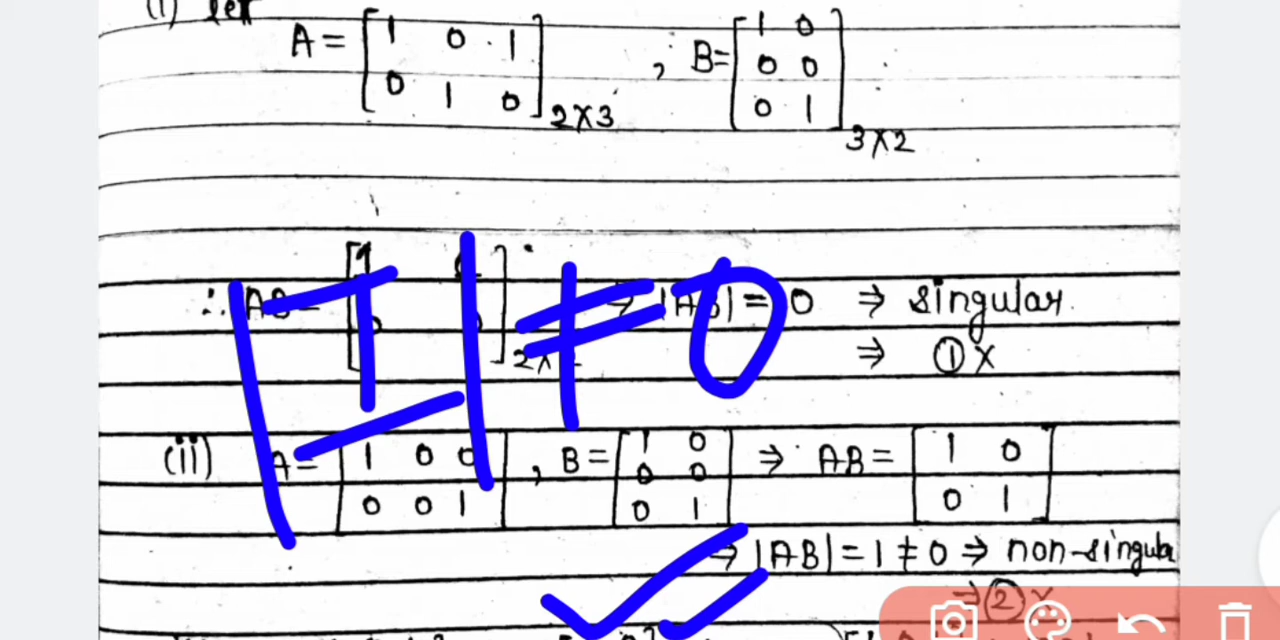 (i) let
A = [1 0 1
0 1 0] 2×3 , B = [1 0
0 0
0 1] 3×2
∴ AB = ⇒ |AB| = 0 ⇒ singular.
⇒ ① ×
|I| ≠ 0
(ii) A = [1 0 0
0 0 1] , B = [1 0
0 0
0 1] ⇒ AB = [1 0
0 1]
⇒ |AB| = 1 ≠ 0 ⇒ non-singula
⇒ ② ×